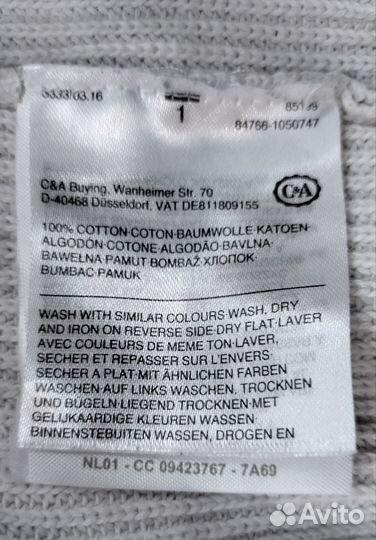 03.16
1
84766-1050747
C&A Buying, Wanheimer Str. 70
D-40468 Düsseldorf, VAT DE811809155
C&A
100% COTTON·COTON·BAUMWOLLE·KATOEN·
ALGODÓN·COTONE·ALGODÃO·BAVLNA·
BAWEŁNA·PAMUT·BOMBAŽ·ХЛОПОК·
BUMBAC·PAMUK
WASH WITH SIMILAR COLOURS·WASH, DRY
AND IRON ON REVERSE SIDE·DRY FLAT·LAVER
AVEC COULEURS DE MEME TON·LAVER,
SECHER ET REPASSER SUR L'ENVERS·
SECHER A PLAT·MIT ÄHNLICHEN FARBEN
WASCHEN·AUF LINKS WASCHEN, TROCKNEN
UND BÜGELN·LIEGEND TROCKNEN·MET
GELIJKAARDIGE KLEUREN WASSEN·
BINNENSTEBUITEN WASSEN, DROGEN EN
NL01 - CC 09423767 - 7A69
Avito